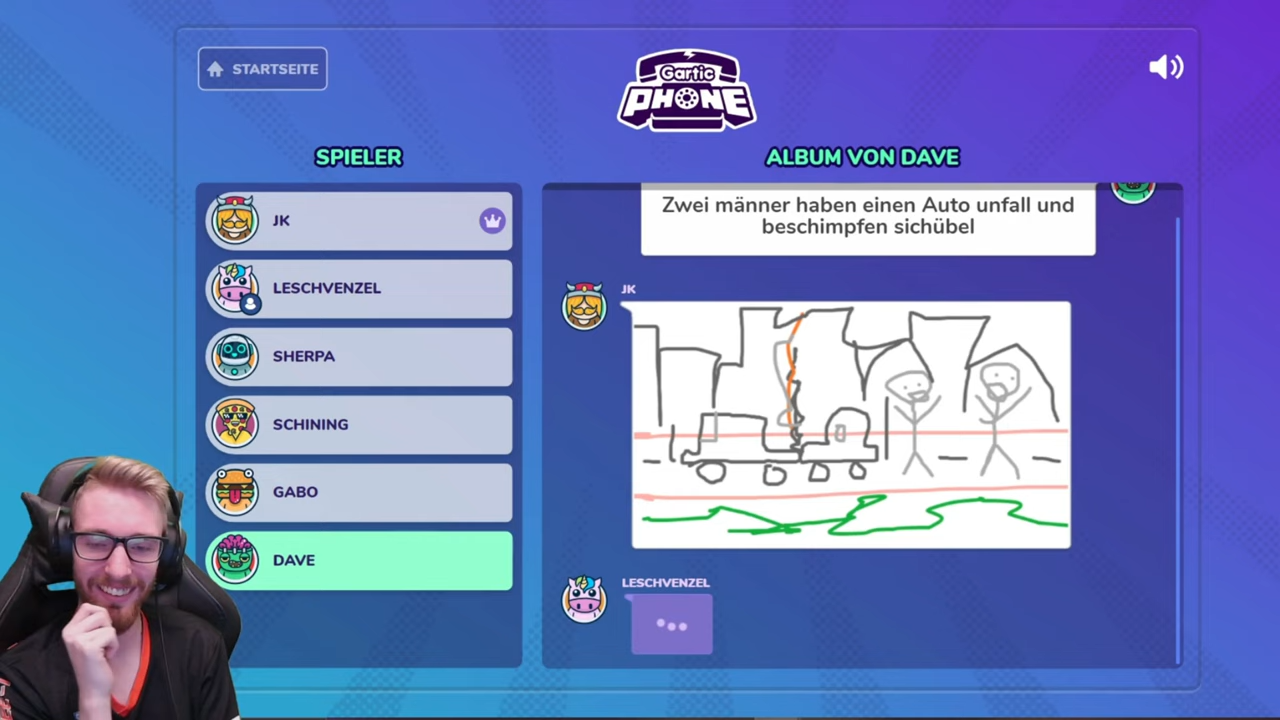 STARTSEITE
Gartic
PHONE
SPIELER
ALBUM VON DAVE
JK
LESCHVENZEL
SHERPA
SCHINING
GABO
DAVE
Zwei männer haben einen Auto unfall und
beschimpfen sichübel
JK
LESCHVENZEL